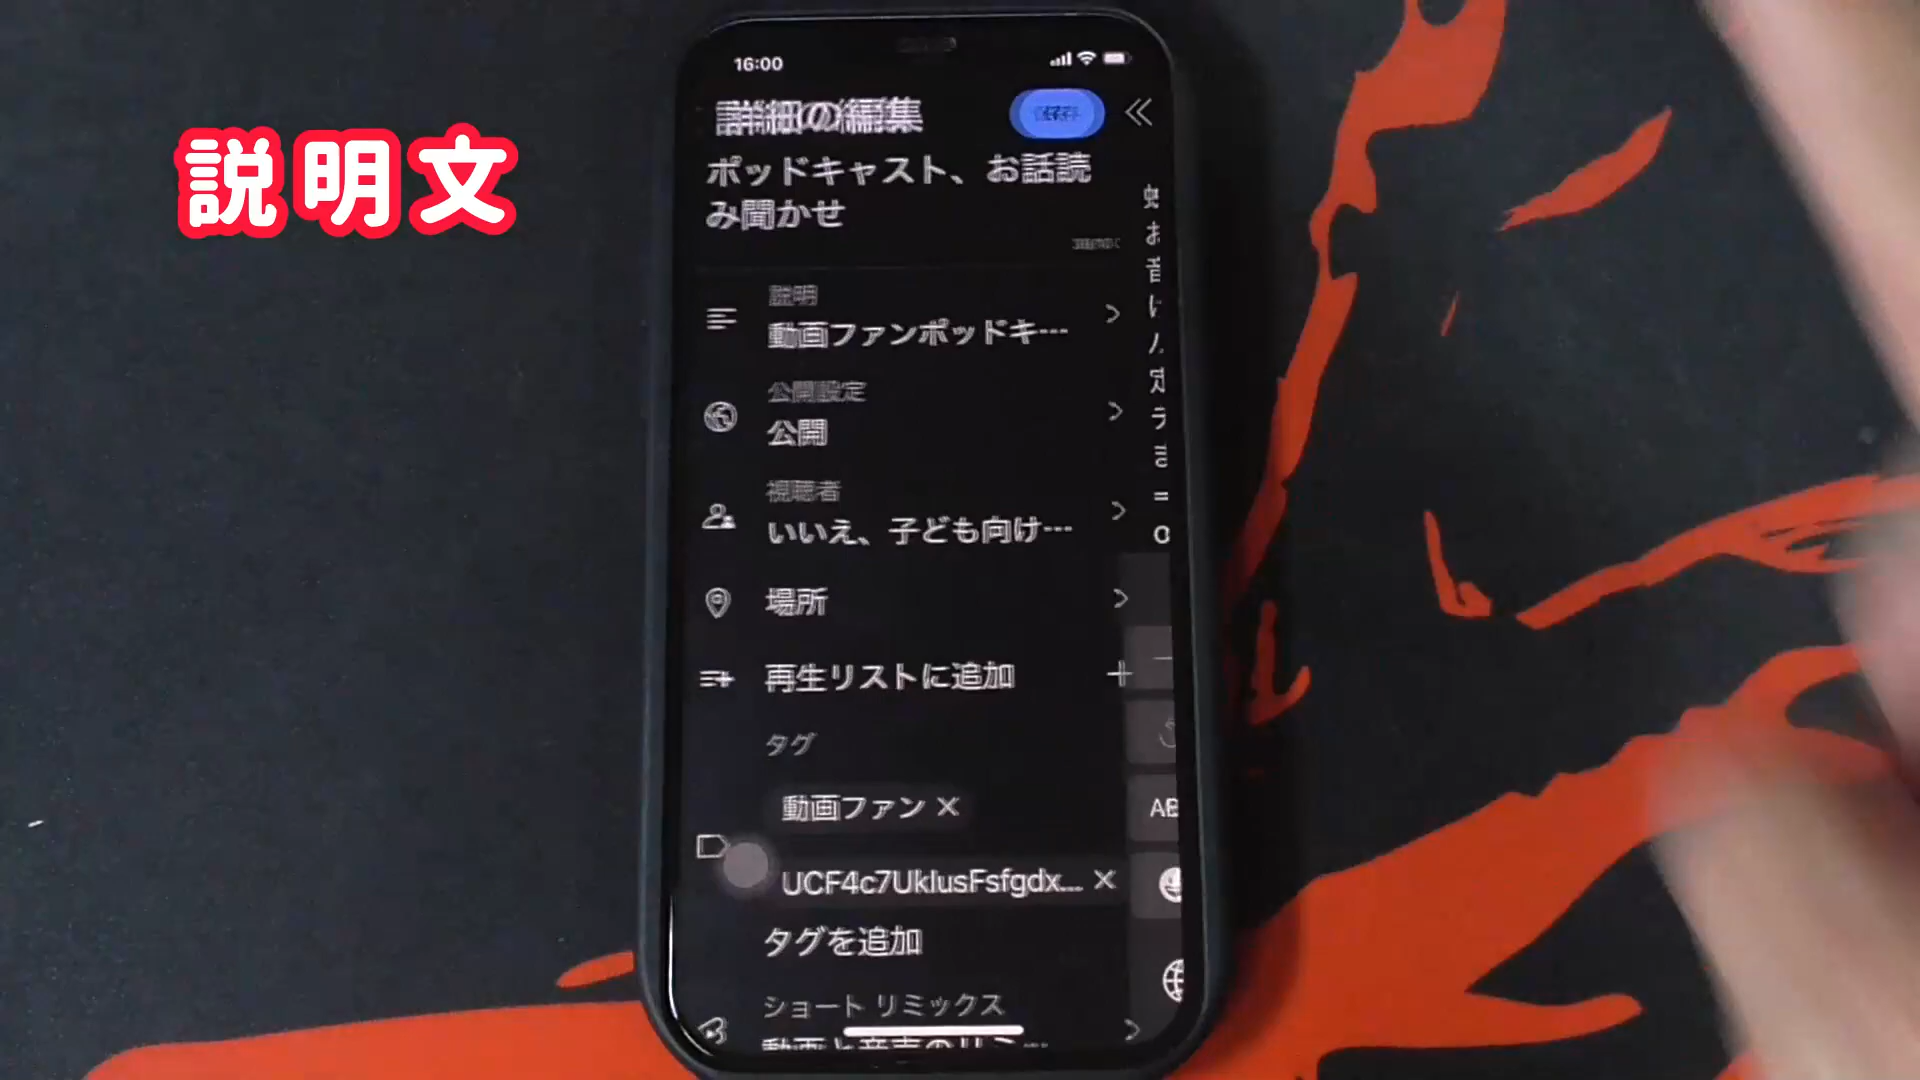 説明文
16:00
詳細の編集
ポッドキャスト、お話読
み聞かせ
説明
動画ファンポッドキ…
公開設定
公開
視聴者
いいえ、子ども向け…
場所
再生リストに追加
タグ
動画ファン ×
UCF4c7UklusFsfgdx... ×
タグを追加
ショート リミックス